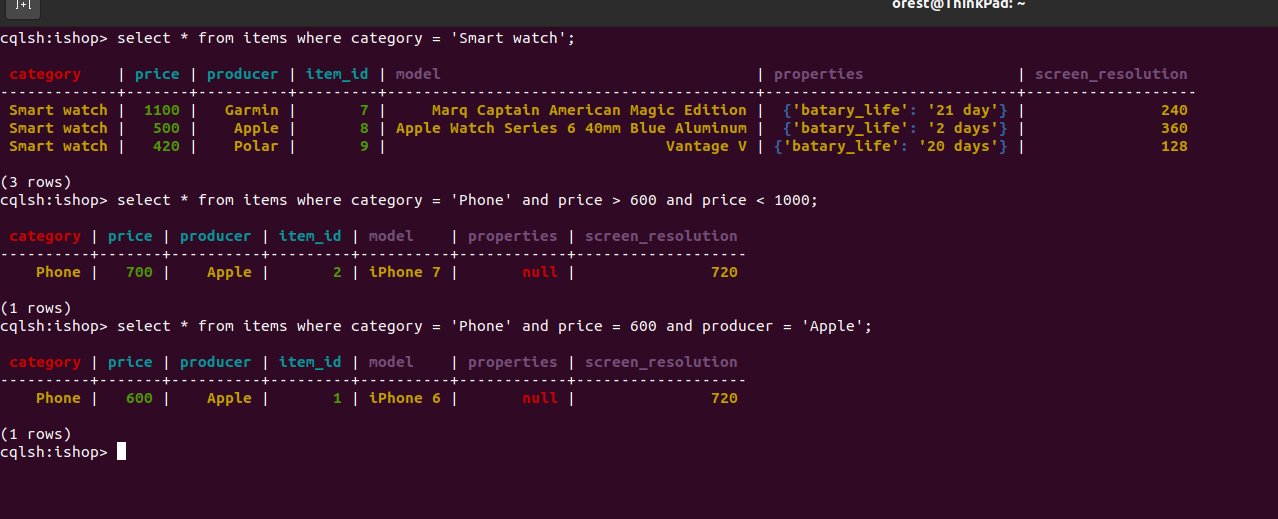 orest@ThinkPad: ~
cqlsh:ishop> select * from items where category = 'Smart watch';
 category    | price | producer | item_id | model                                   | properties                 | screen_resolution
-------------+-------+----------+---------+-----------------------------------------+----------------------------+-------------------
 Smart watch |  1100 |   Garmin |       7 |     Marq Captain American Magic Edition |  {'batary_life': '21 day'} |               240
 Smart watch |   500 |    Apple |       8 | Apple Watch Series 6 40mm Blue Aluminum |  {'batary_life': '2 days'} |               360
 Smart watch |   420 |    Polar |       9 |                               Vantage V | {'batary_life': '20 days'} |               128
(3 rows)
cqlsh:ishop> select * from items where category = 'Phone' and price > 600 and price < 1000;
 category | price | producer | item_id | model    | properties | screen_resolution
----------+-------+----------+---------+----------+------------+-------------------
    Phone |   700 |    Apple |       2 | iPhone 7 |       null |               720
(1 rows)
cqlsh:ishop> select * from items where category = 'Phone' and price = 600 and producer = 'Apple';
 category | price | producer | item_id | model    | properties | screen_resolution
----------+-------+----------+---------+----------+------------+-------------------
    Phone |   600 |    Apple |       1 | iPhone 6 |       null |               720
(1 rows)
cqlsh:ishop>